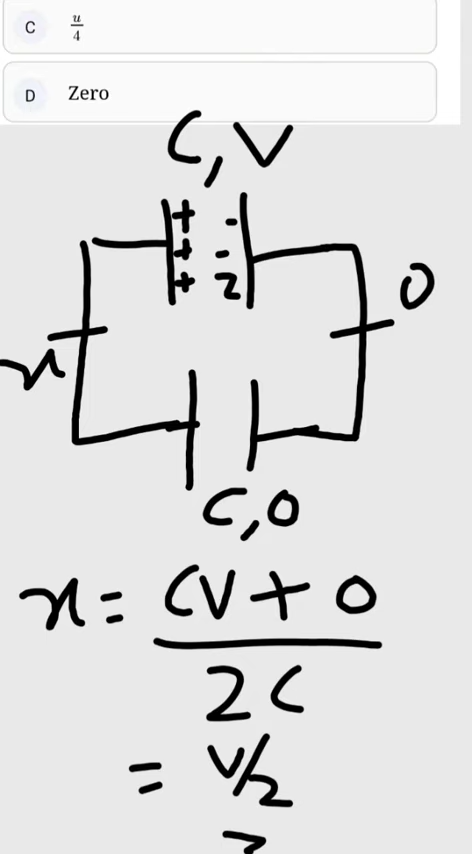 C u/4
D Zero
C, V
+ -
+ -
+ 2
0
x
C, 0
x = CV + 0 / 2C
= V/2